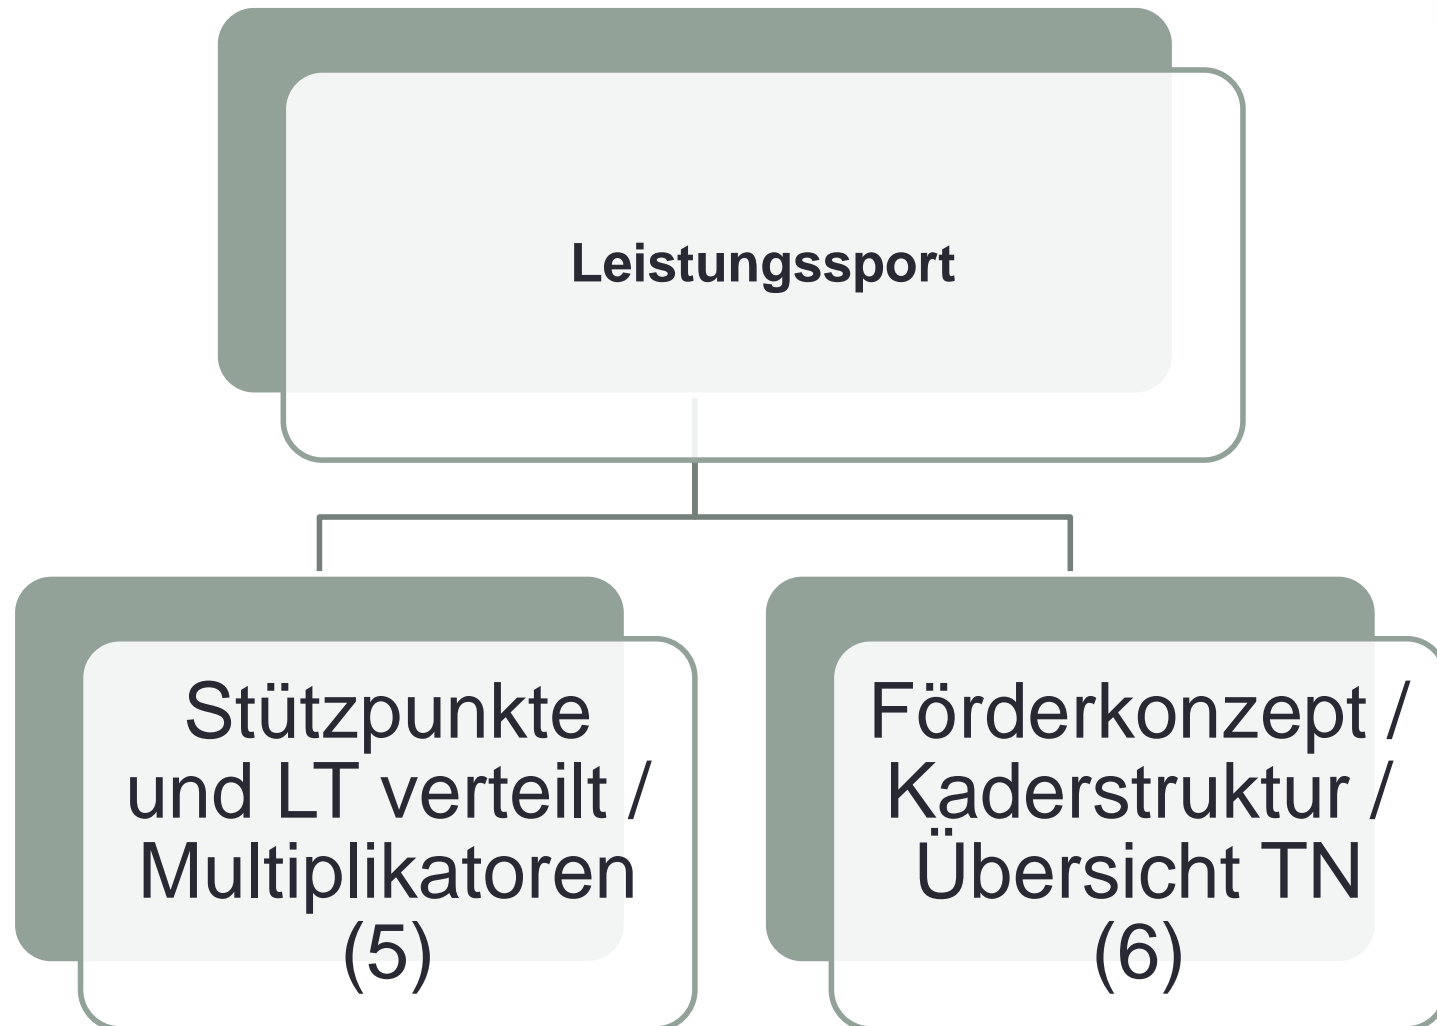 Leistungssport
Stützpunkte
und LT verteilt /
Multiplikatoren
(5)
Förderkonzept /
Kaderstruktur /
Übersicht TN
(6)